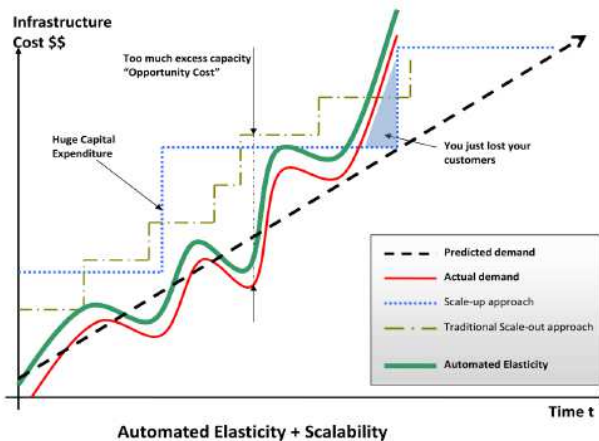 Infrastructure
Cost $$
Too much excess capacity
“Opportunity Cost”
Huge Capital
Expenditure
You just lost your
customers
Predicted demand
Actual demand
Scale-up approach
Traditional Scale-out approach
Automated Elasticity
Time t
Automated Elasticity + Scalability